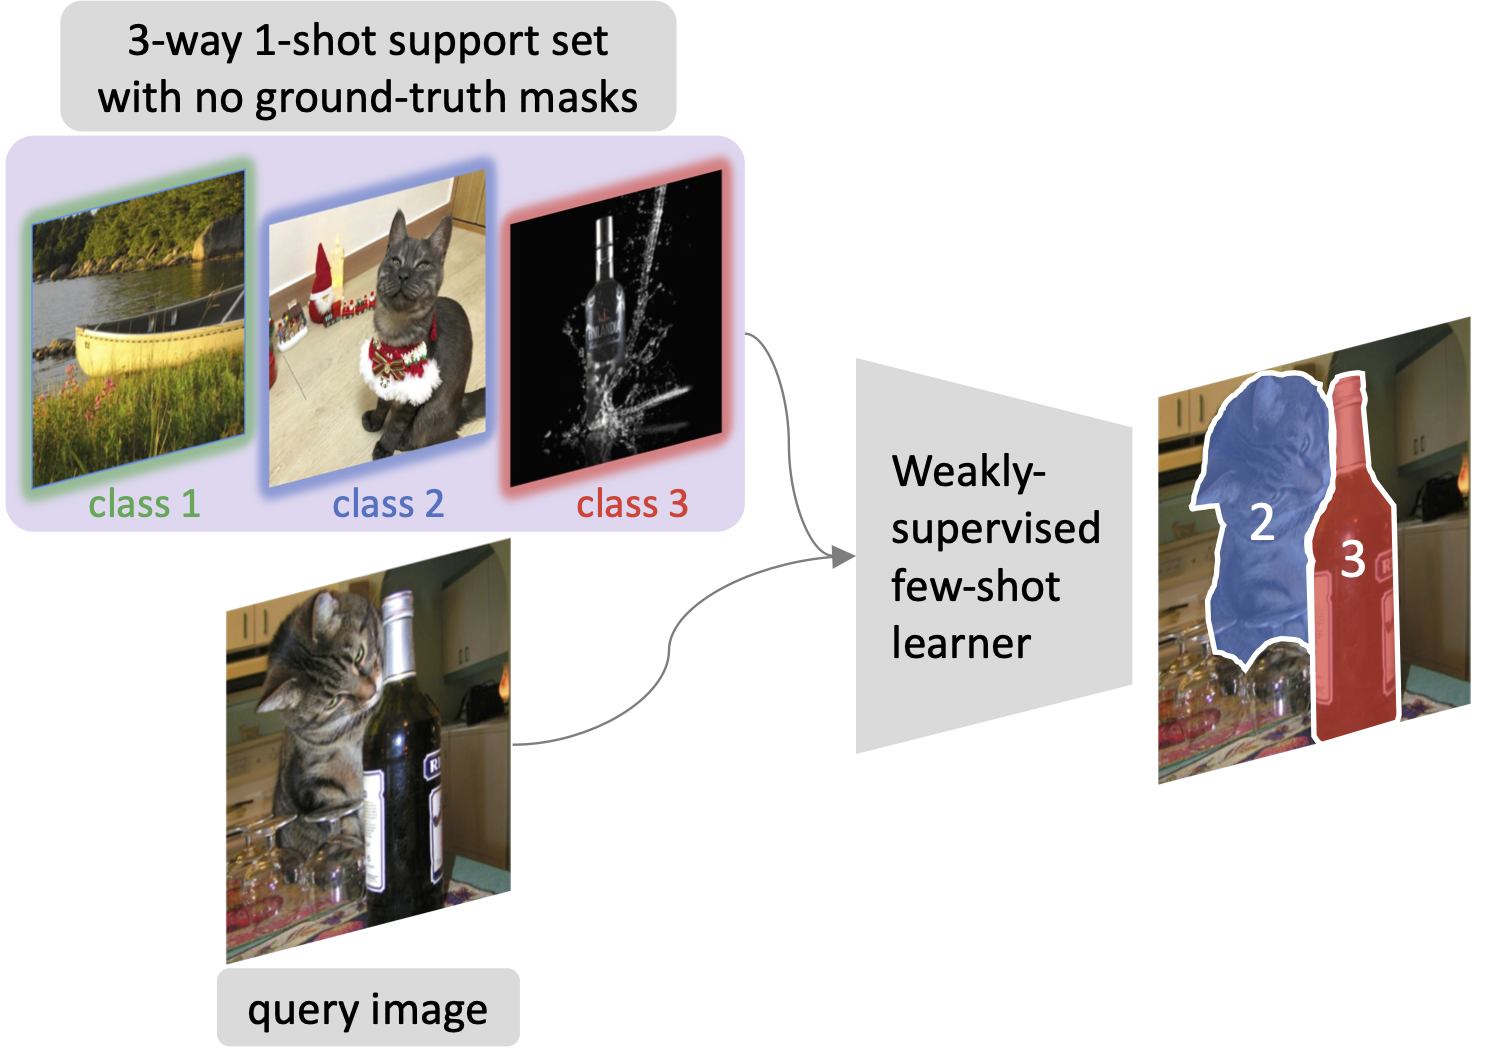 3-way 1-shot support set
with no ground-truth masks
class 1
class 2
class 3
Weakly-
supervised
few-shot
learner
2
3
R
R
query image